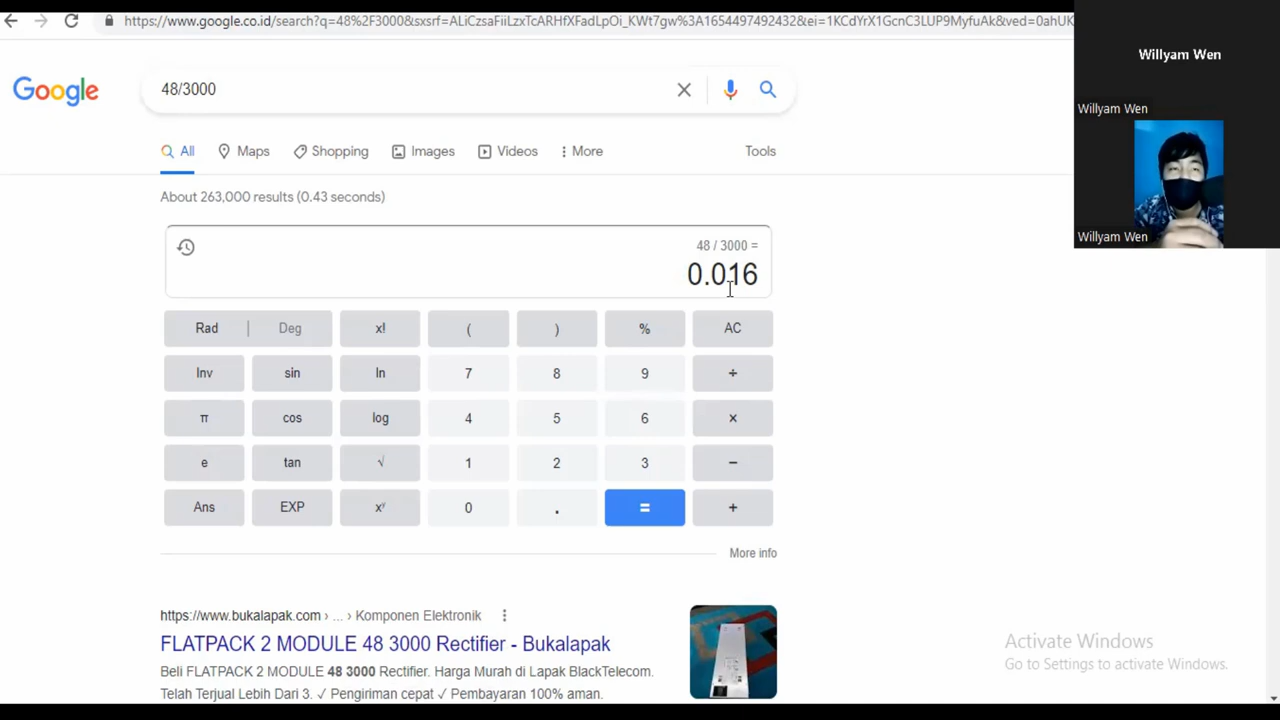 https://www.google.co.id/search?q=48%2F3000&sxsrf=ALiCzsaFiiLzxTcARHfXFadLpOi_KWt7gw%3A1654497492432&ei=1KCdYrX1GcnC3LUP9MyfuAk&ved=0ahUK
Willyam Wen
Google
48/3000
Willyam Wen
All Maps Shopping Images Videos More Tools
About 263,000 results (0.43 seconds)
Willyam Wen
48 / 3000 =
0.016
Rad Deg x! ( ) % AC
Inv sin ln 7 8 9 ÷
π cos log 4 5 6 ×
e tan √ 1 2 3 −
Ans EXP xʸ 0 . = +
More info
https://www.bukalapak.com › ... › Komponen Elektronik
FLATPACK 2 MODULE 48 3000 Rectifier - Bukalapak
Beli FLATPACK 2 MODULE 48 3000 Rectifier. Harga Murah di Lapak BlackTelecom.
Telah Terjual Lebih Dari 3. ✓ Pengiriman cepat ✓ Pembayaran 100% aman.
Activate Windows
Go to Settings to activate Windows.